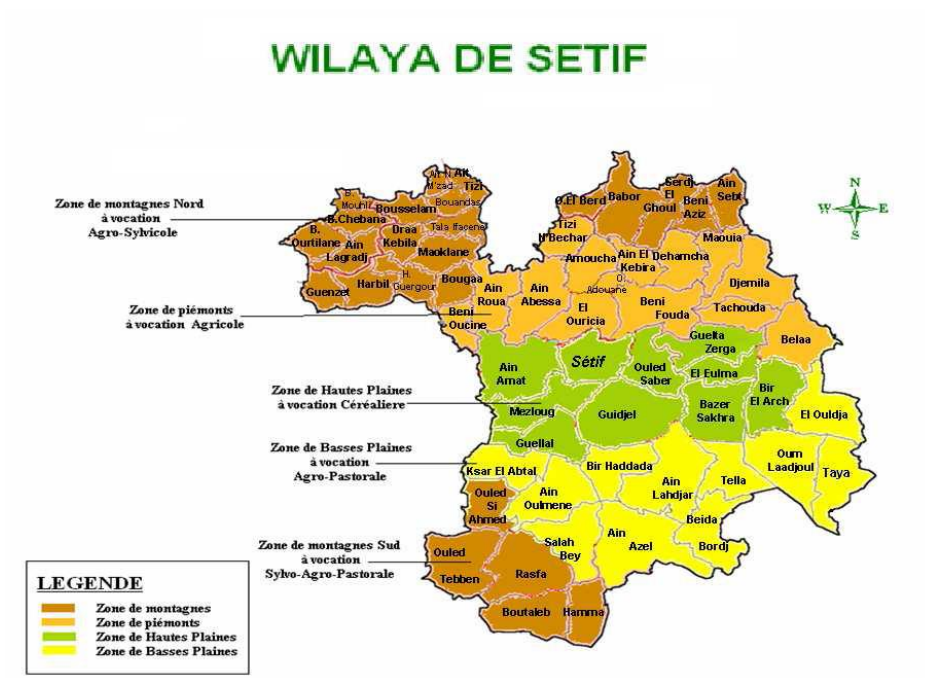 WILAYA DE SETIF
Zone de montagnes Nord
à vocation
Agro-Sylvicole
Zone de piémonts
à vocation Agricole
Zone de Hautes Plaines
à vocation Céréaliere
Zone de Basses Plaines
à vocation
Agro-Pastorale
Zone de montagnes Sud
à vocation
Sylvo-Agro-Pastorale
N
W
E
S
M'zad
Tizi
Mouhli
Bousselam
Bouandas
B.Chebana
B.
Ourtilane
Ain
Lagradj
Draa
Kebila
Tala Ifacene
Maoklane
Guenzet
Harbil
H.
Guergour
Bougaa
Beni
Oucine
Ain
Roua
Ain
Abessa
O.El Berd
Babor
Serdj
El
Ghoul
Beni
Aziz
Ain
Sebt
Tizi
N'Bechar
Amoucha
Ain El
Kebira
Dehamcha
Maouia
Adouane
Djemila
El
Ouricia
Beni
Fouda
Tachouda
Belaa
Guelta
Zerga
Ain
Amat
Sétif
Ouled
Saber
El Eulma
Bir
El Arch
Mezloug
Guidjel
Bazer
Sakhra
El Ouldja
Guellal
Ksar El Abtal
Bir Haddada
Oum
Laadjoul
Taya
Ouled
Si
Ahmed
Ain
Oulmene
Ain
Lahdjar
Tella
Beida
Bordj
Salah
Bey
Ain
Azel
Ouled
Tebben
Rasfa
Boutaleb
Hamma
LEGENDE
Zone de montagnes
Zone de piémonts
Zone de Hautes Plaines
Zone de Basses Plaines